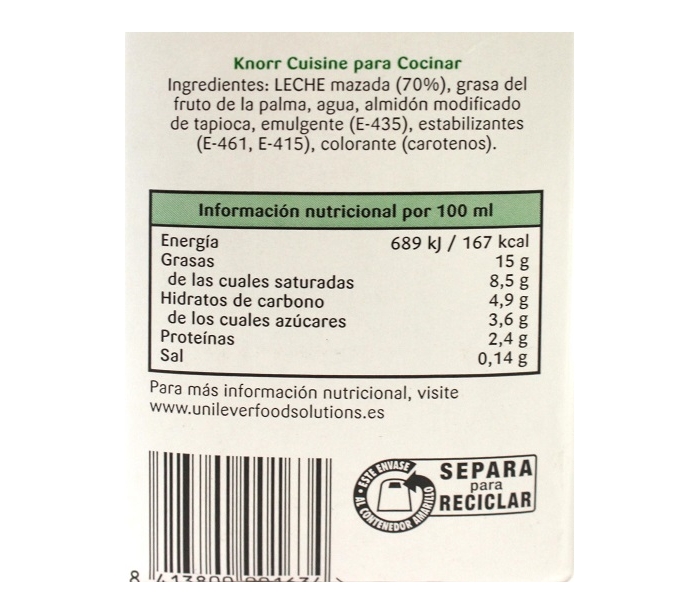 Knorr Cuisine para Cocinar
Ingredientes: LECHE mazada (70%), grasa del
fruto de la palma, agua, almidón modificado
de tapioca, emulgente (E-435), estabilizantes
(E-461, E-415), colorante (carotenos).
Información nutricional por 100 ml
Energía 689 kJ / 167 kcal
Grasas 15 g
de las cuales saturadas 8,5 g
Hidratos de carbono 4,9 g
de los cuales azúcares 3,6 g
Proteínas 2,4 g
Sal 0,14 g
Para más información nutricional, visite
www.unileverfoodsolutions.es
ESTE ENVASE
AL CONTENEDOR AMARILLO
SEPARA
para
RECICLAR
8